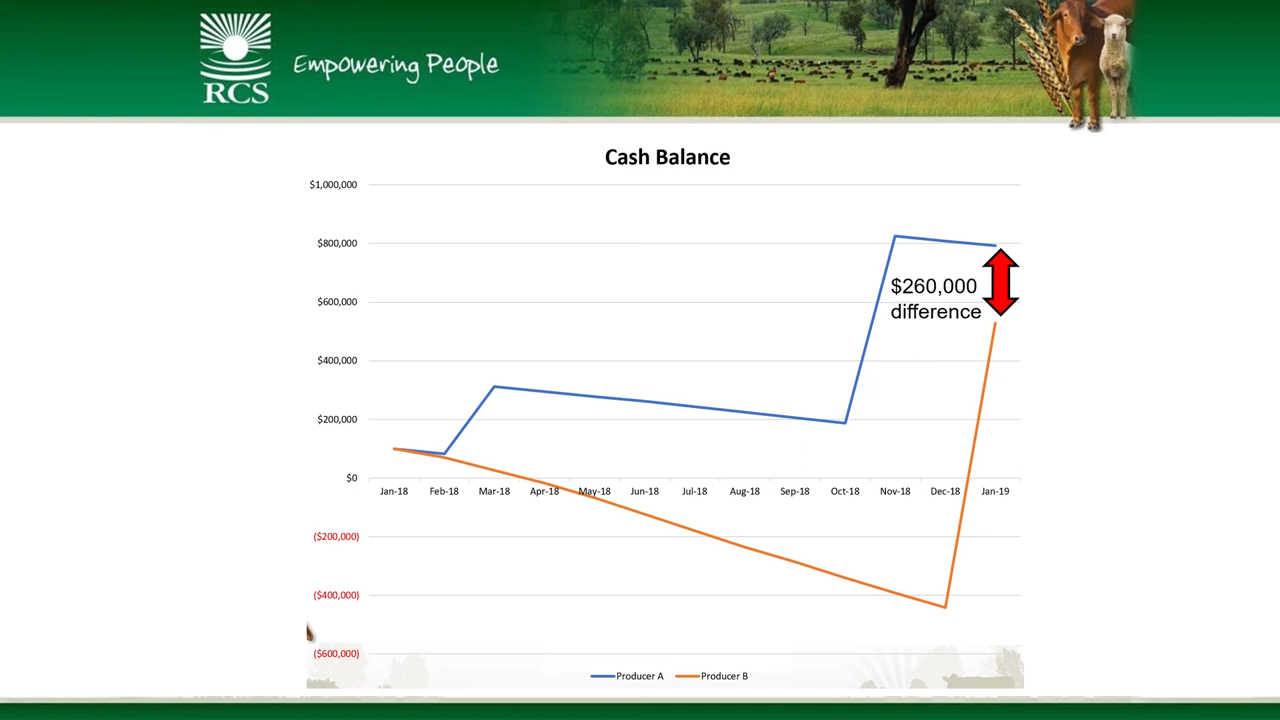 RCS
Empowering People
Cash Balance
$1,000,000
$800,000
$600,000
$400,000
$200,000
$0
($200,000)
($400,000)
($600,000)
$260,000
difference
Jan-18 Feb-18 Mar-18 Apr-18 May-18 Jun-18 Jul-18 Aug-18 Sep-18 Oct-18 Nov-18 Dec-18 Jan-19
Producer A Producer B